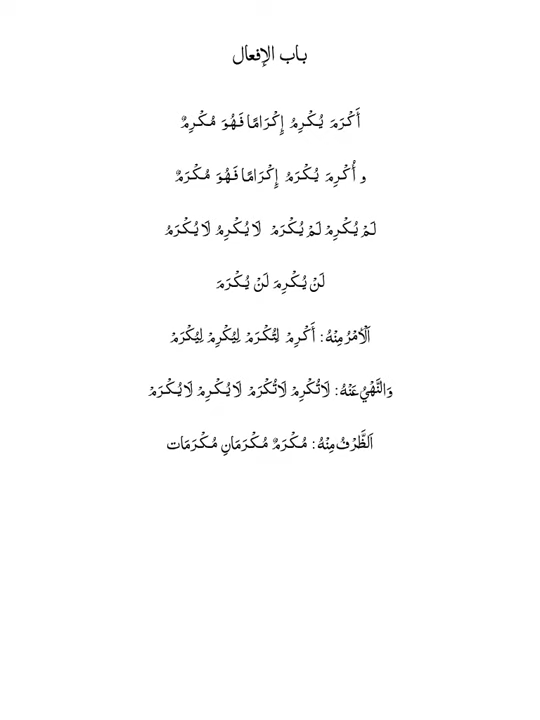 باب الإفعال
أَكْرَمَ يُكْرِمُ إِكْرَامًا فَهُوَ مُكْرِمٌ
و أُكْرِمَ يُكْرَمُ إِكْرَامًا فَهُوَ مُكْرَمٌ
لَمْ يُكْرِمْ لَمْ يُكْرَمْ لَا يُكْرِمُ لَا يُكْرَمُ
لَنْ يُكْرِمَ لَنْ يُكْرَمَ
اَلْأَمْرُ مِنْهُ: أَكْرِمْ لِتُكْرَمْ لِيُكْرِمْ لِيُكْرَمْ
وَالنَّهْيُ عَنْهُ: لَا تُكْرِمْ لَا تُكْرَمْ لَا يُكْرِمْ لَا يُكْرَمْ
اَلظَّرْفُ مِنْهُ: مُكْرَمٌ مُكْرَمَانِ مُكْرَمَات